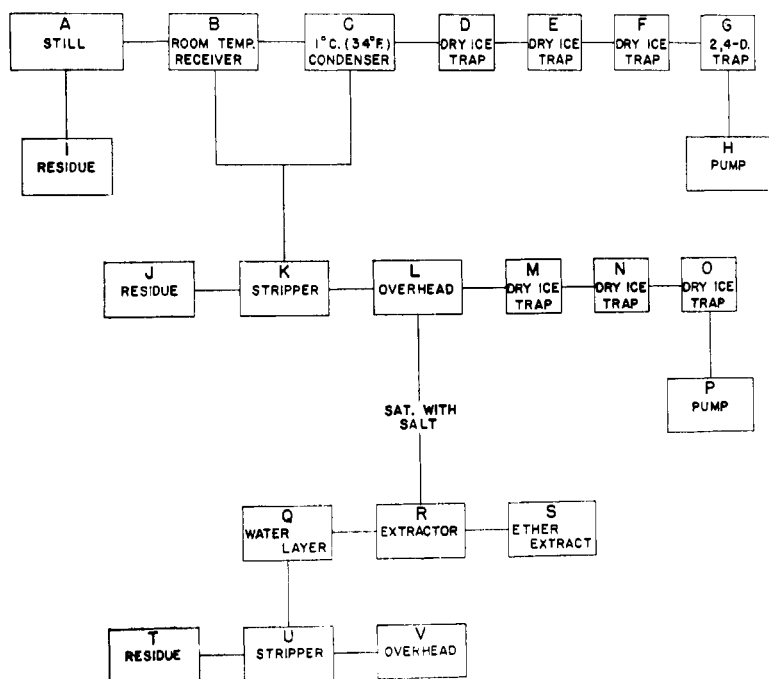 A
STILL
B
ROOM TEMP.
RECEIVER
C
1°C. (34°F.)
CONDENSER
D
DRY ICE
TRAP
E
DRY ICE
TRAP
F
DRY ICE
TRAP
G
2,4-D.
TRAP
I
RESIDUE
H
PUMP
J
RESIDUE
K
STRIPPER
L
OVERHEAD
M
DRY ICE
TRAP
N
DRY ICE
TRAP
O
DRY ICE
TRAP
P
PUMP
SAT. WITH
SALT
Q
WATER
LAYER
R
EXTRACTOR
S
ETHER
EXTRACT
T
RESIDUE
U
STRIPPER
V
OVERHEAD